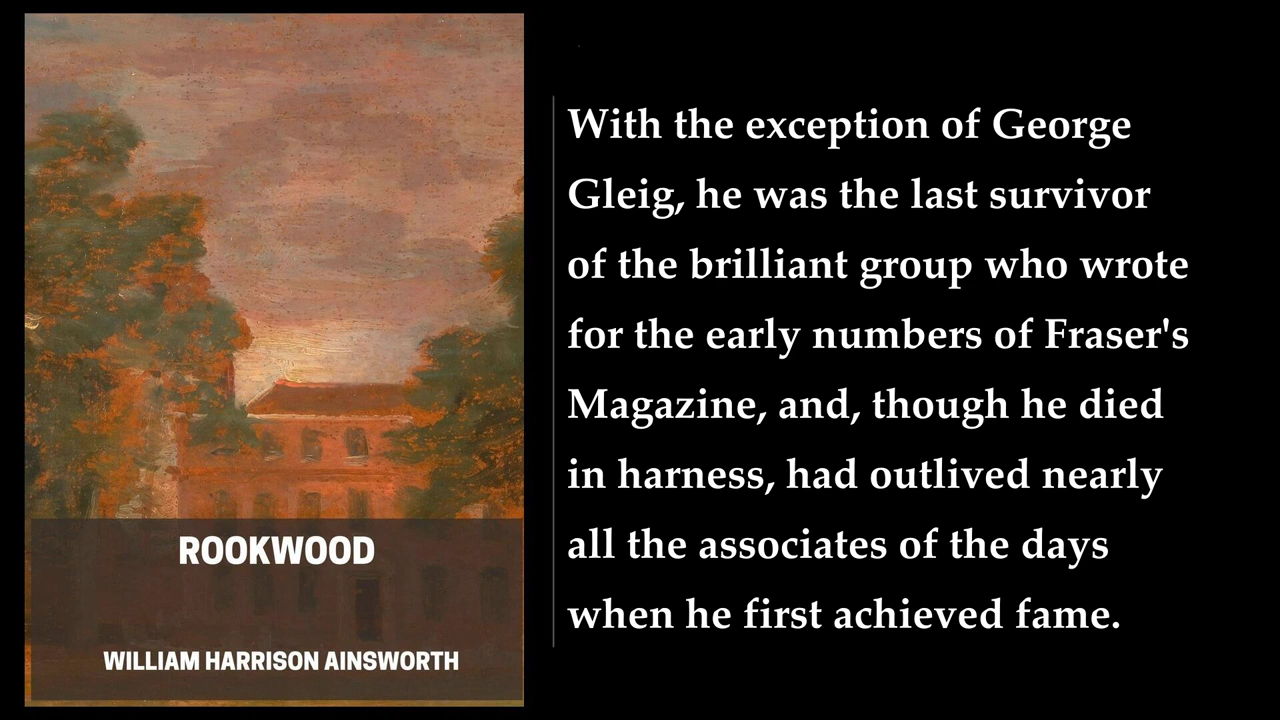 ROOKWOOD
WILLIAM HARRISON AINSWORTH
With the exception of George
Gleig, he was the last survivor
of the brilliant group who wrote
for the early numbers of Fraser's
Magazine, and, though he died
in harness, had outlived nearly
all the associates of the days
when he first achieved fame.